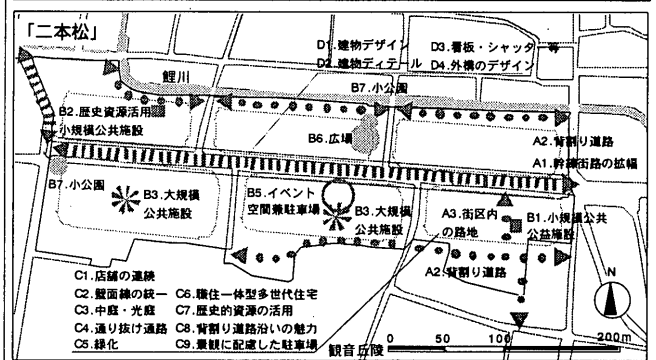 「二本松」
D1.建物デザイン D3.看板・シャッター等
D2.建物ディテール D4.外構のデザイン
鯉川
B7.小公園
B2.歴史資源活用
小規模公共施設
B6.広場
A2.背割り道路
A1.幹線街路の拡幅
B7.小公園
B3.大規模
公共施設
B5.イベント
空間兼駐車場
B3.大規模
公共施設
A3.街区内
の路地
B1.小規模公共
公益施設
A2.背割り道路
C1.店舗の連続
C2.壁面線の統一 C6.職住一体型多世代住宅
C3.中庭・光庭 C7.歴史的資源の活用
C4.通り抜け通路 C8.背割り道路沿いの魅力
C5.緑化 C9.景観に配慮した駐車場
観音丘陵
N
0 50 100 200m